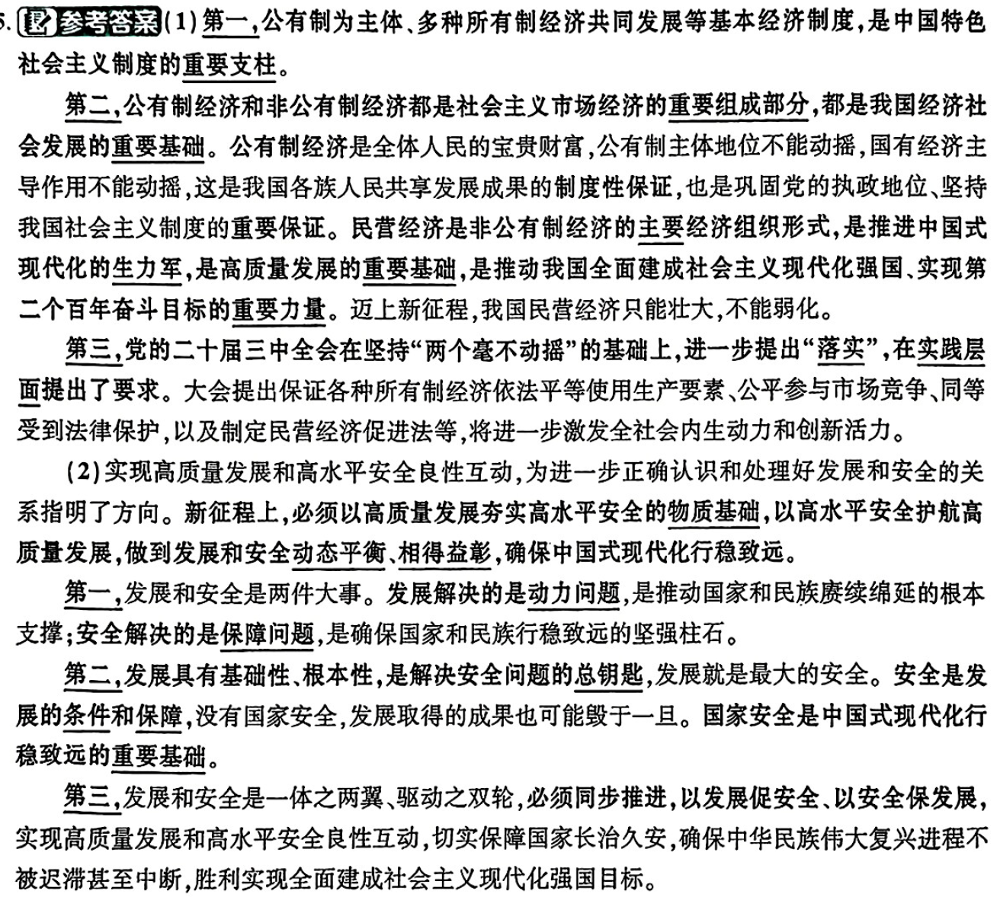 5.参考答案(1)第一,公有制为主体、多种所有制经济共同发展等基本经济制度,是中国特色
社会主义制度的重要支柱。
第二,公有制经济和非公有制经济都是社会主义市场经济的重要组成部分,都是我国经济社
会发展的重要基础。公有制经济是全体人民的宝贵财富,公有制主体地位不能动摇,国有经济主
导作用不能动摇,这是我国各族人民共享发展成果的制度性保证,也是巩固党的执政地位、坚持
我国社会主义制度的重要保证。民营经济是非公有制经济的主要经济组织形式,是推进中国式
现代化的生力军,是高质量发展的重要基础,是推动我国全面建成社会主义现代化强国、实现第
二个百年奋斗目标的重要力量。迈上新征程,我国民营经济只能壮大,不能弱化。
第三,党的二十届三中全会在坚持“两个毫不动摇”的基础上,进一步提出“落实”,在实践层
面提出了要求。大会提出保证各种所有制经济依法平等使用生产要素、公平参与市场竞争、同等
受到法律保护,以及制定民营经济促进法等,将进一步激发全社会内生动力和创新活力。
(2)实现高质量发展和高水平安全良性互动,为进一步正确认识和处理好发展和安全的关
系指明了方向。新征程上,必须以高质量发展夯实高水平安全的物质基础,以高水平安全护航高
质量发展,做到发展和安全动态平衡、相得益彰,确保中国式现代化行稳致远。
第一,发展和安全是两件大事。发展解决的是动力问题,是推动国家和民族赓续绵延的根本
支撑;安全解决的是保障问题,是确保国家和民族行稳致远的坚强柱石。
第二,发展具有基础性、根本性,是解决安全问题的总钥匙,发展就是最大的安全。安全是发
展的条件和保障,没有国家安全,发展取得的成果也可能毁于一旦。国家安全是中国式现代化行
稳致远的重要基础。
第三,发展和安全是一体之两翼、驱动之双轮,必须同步推进,以发展促安全、以安全保发展,
实现高质量发展和高水平安全良性互动,切实保障国家长治久安,确保中华民族伟大复兴进程不
被迟滞甚至中断,胜利实现全面建成社会主义现代化强国目标。